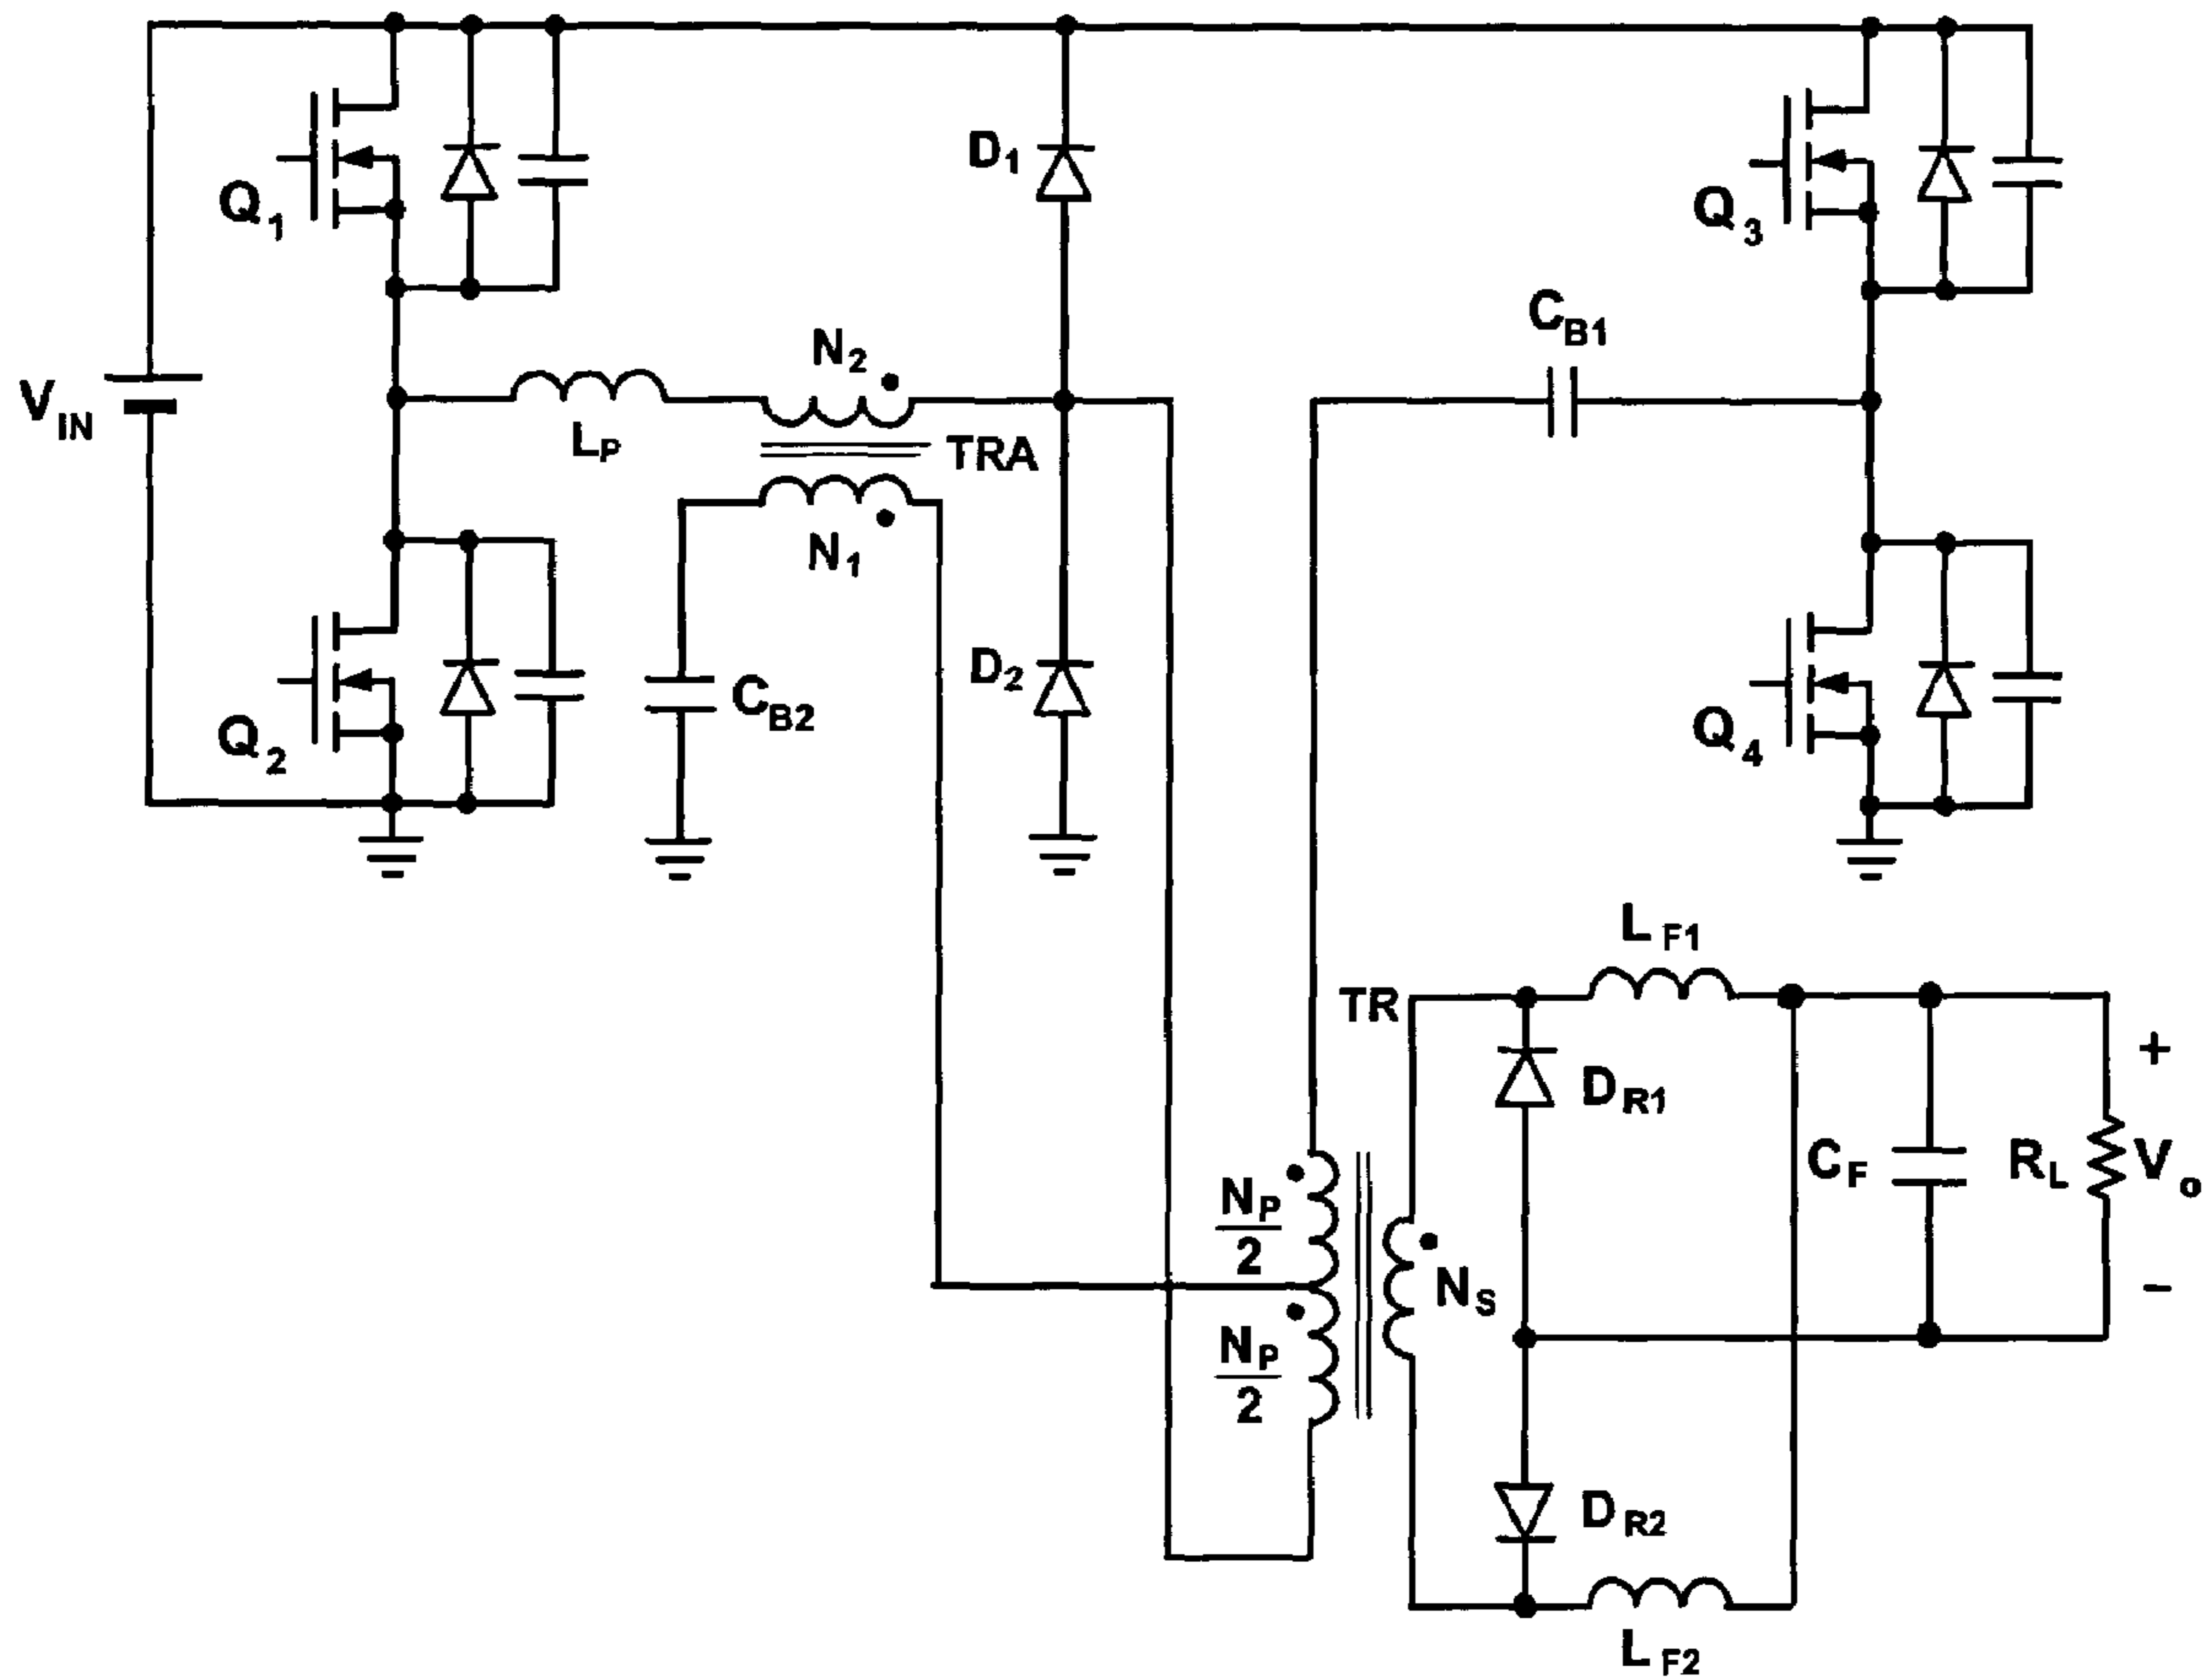 D1
Q1
Q3
CB1
N2
VIN
LP
TRA
N1
D2
CB2
Q2
Q4
LF1
TR
+
DR1
NP
2
CF
RL
Vo
NS
−
NP
2
DR2
LF2